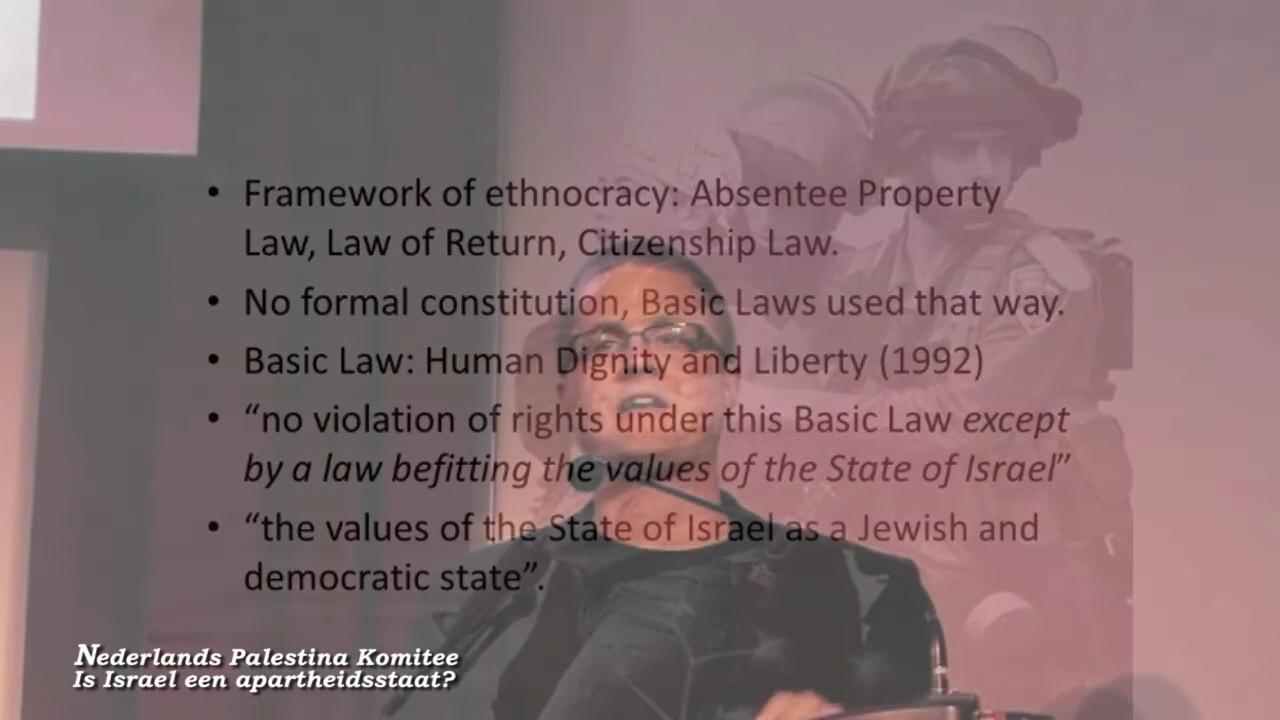 • Framework of ethnocracy: Absentee Property
Law, Law of Return, Citizenship Law.
• No formal constitution, Basic Laws used that way.
• Basic Law: Human Dignity and Liberty (1992)
• “no violation of rights under this Basic Law except
by a law befitting the values of the State of Israel”
• “the values of the State of Israel as a Jewish and
democratic state”.
Nederlands Palestina Komitee
Is Israel een apartheidsstaat?